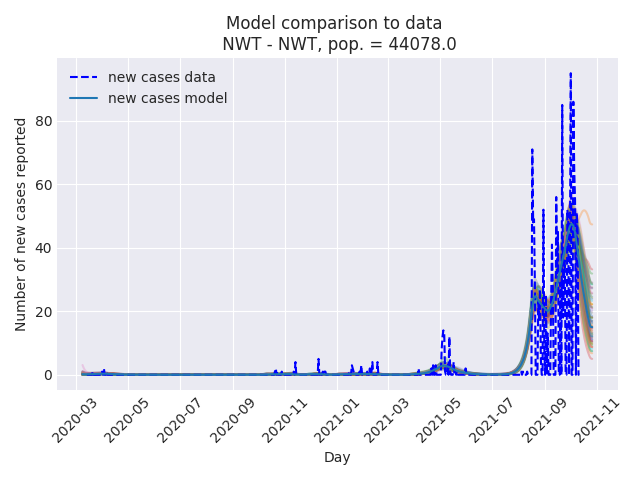 Model comparison to data
NWT - NWT, pop. = 44078.0
new cases data
new cases model
Number of new cases reported
80
60
40
20
0
2020-03
2020-05
2020-07
2020-09
2020-11
2021-01
2021-03
2021-05
2021-07
2021-09
2021-11
Day